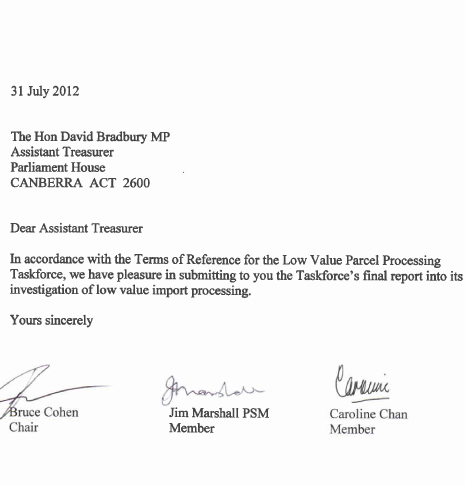 31 July 2012
The Hon David Bradbury MP
Assistant Treasurer
Parliament House
CANBERRA ACT 2600
Dear Assistant Treasurer
In accordance with the Terms of Reference for the Low Value Parcel Processing
Taskforce, we have pleasure in submitting to you the Taskforce's final report into its
investigation of low value import processing.
Yours sincerely
JMarshall Caroline
Bruce Cohen Jim Marshall PSM Caroline Chan
Chair Member Member